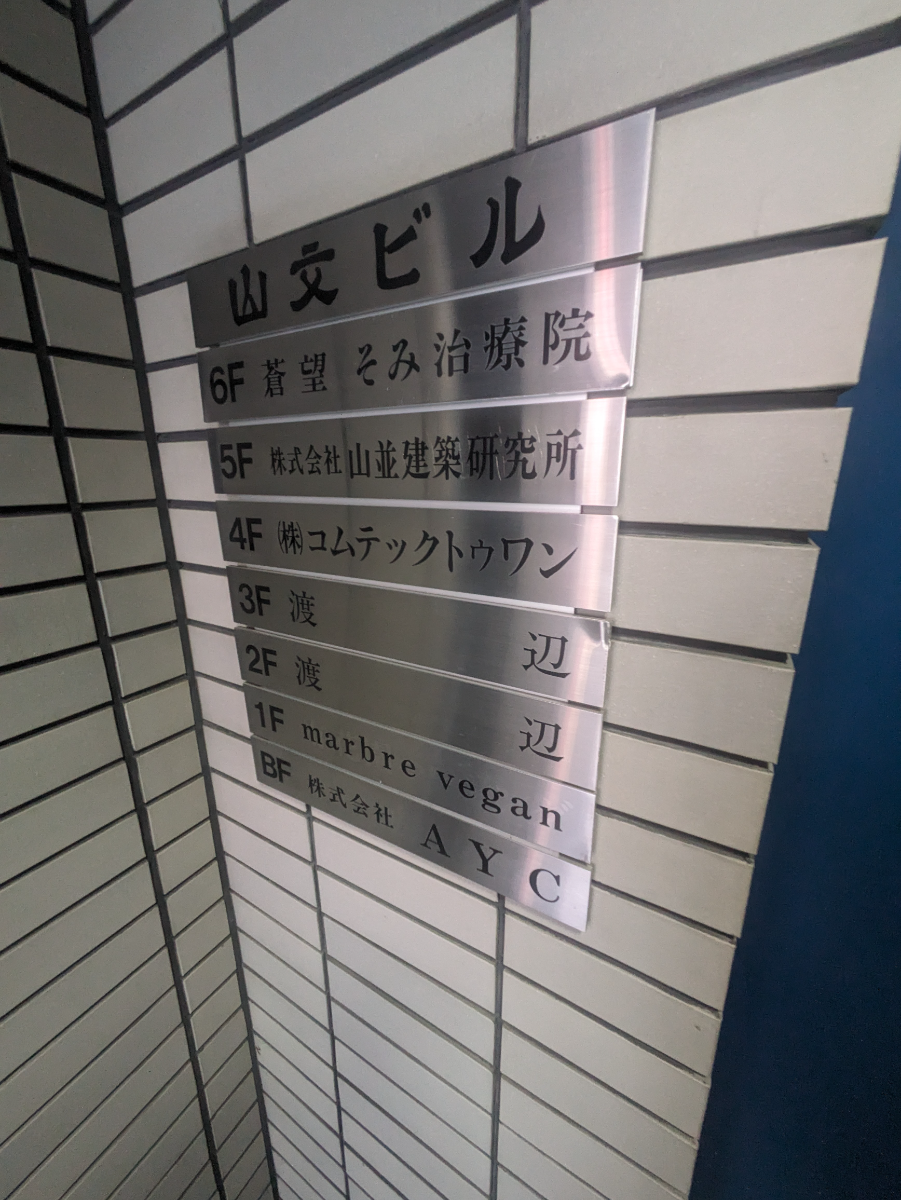 山文ビル
6F 蒼望 そみ治療院
5F 株式会社 山並建築研究所
4F ㈱コムテックトゥワン
3F 渡 辺
2F 渡 辺
1F marbre vegan
BF 株式会社 AYC